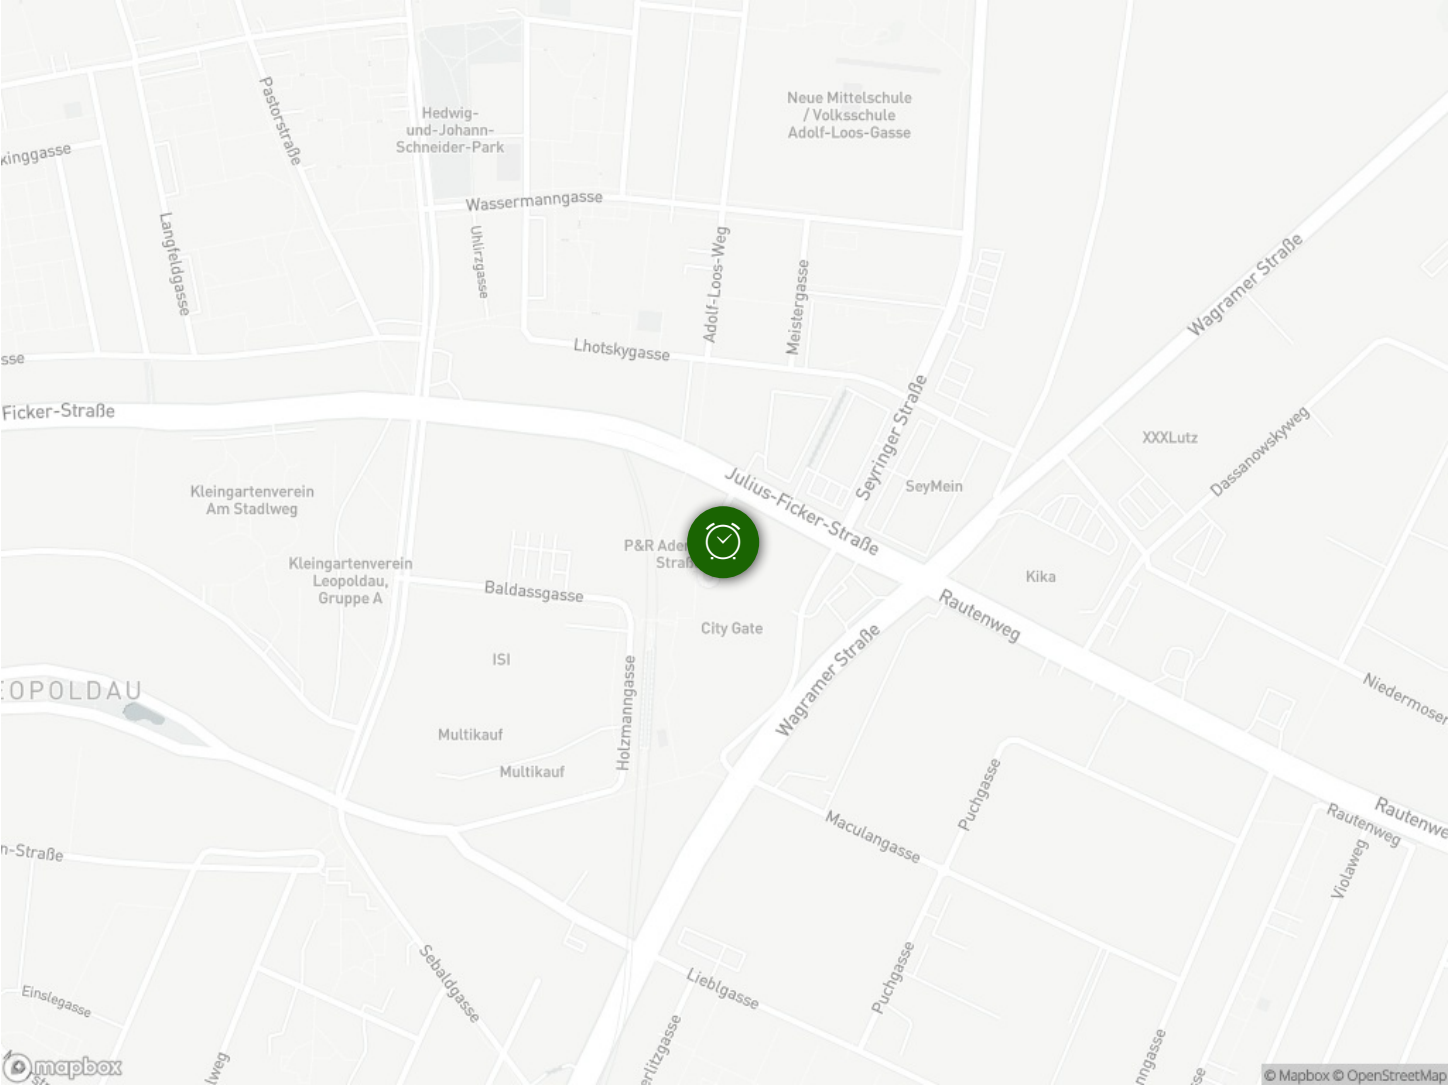 Pastorstraße
Hedwig-
und-Johann-
Schneider-Park
Neue Mittelschule
/ Volksschule
Adolf-Loos-Gasse
Wassermanngasse
Langfeldgasse
Uhlirzgasse
Adolf-Loos-Weg
Meistergasse
Wagramer Straße
Lhotskygasse
Ficker-Straße
Seyringer Straße
XXXLutz
Dassanowskyweg
Kleingartenverein
Am Stadlweg
Julius-Ficker-Straße
SeyMein
P&R
Kleingartenverein
Leopoldau,
Gruppe A
Baldassgasse
Kika
Rautenweg
City Gate
ISI
Wagramer Straße
Holzmanngasse
EOPOLDAU
Niedermoser
Multikauf
Multikauf
Puchgasse
Maculangasse
Rautenwe
Rautenweg
Violaweg
n-Straße
Sebaldgasse
Puchgasse
Lieblgasse
Einslegasse
mapbox
© Mapbox © OpenStreetMap